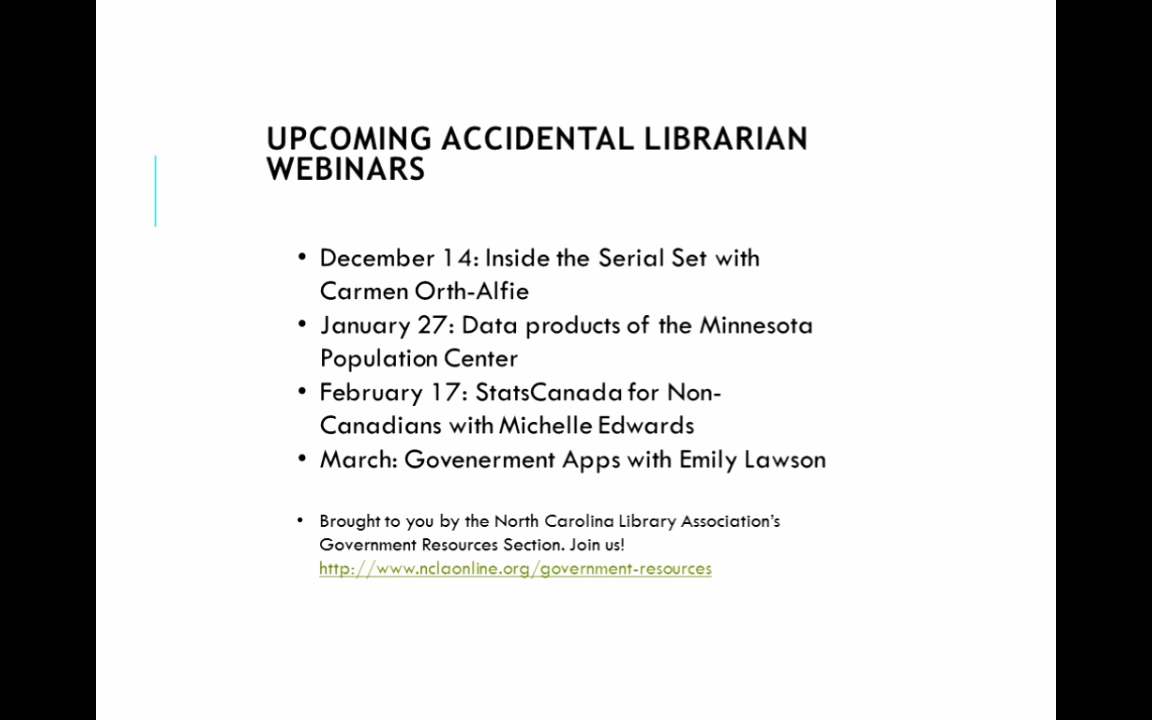 UPCOMING ACCIDENTAL LIBRARIAN
WEBINARS
• December 14: Inside the Serial Set with
Carmen Orth-Alfie
• January 27: Data products of the Minnesota
Population Center
• February 17: StatsCanada for Non-
Canadians with Michelle Edwards
• March: Govenerment Apps with Emily Lawson
• Brought to you by the North Carolina Library Association's
Government Resources Section. Join us!
http://www.nclaonline.org/government-resources